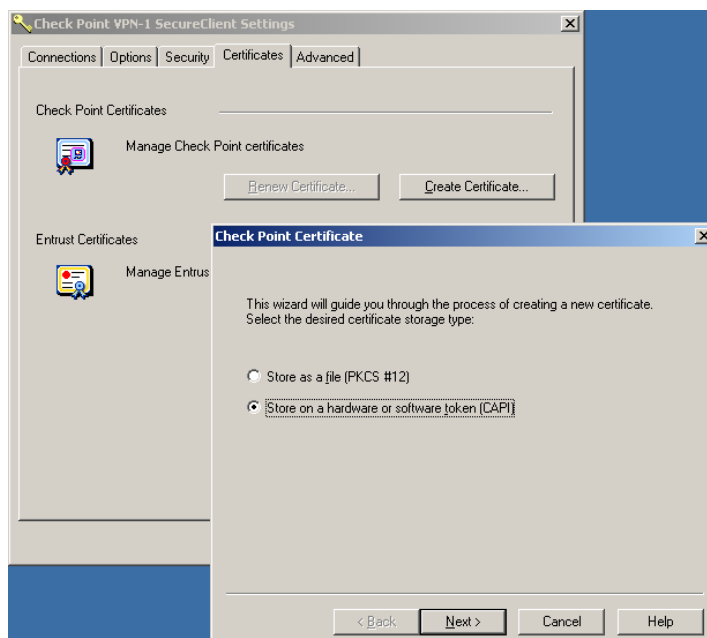 Check Point VPN-1 SecureClient Settings
Connections Options Security Certificates Advanced
Check Point Certificates
Manage Check Point certificates
Renew Certificate... Create Certificate...
Entrust Certificates
Manage Entrus
Check Point Certificate
This wizard will guide you through the process of creating a new certificate.
Select the desired certificate storage type:
Store as a file (PKCS #12)
Store on a hardware or software token (CAPI)
< Back Next > Cancel Help